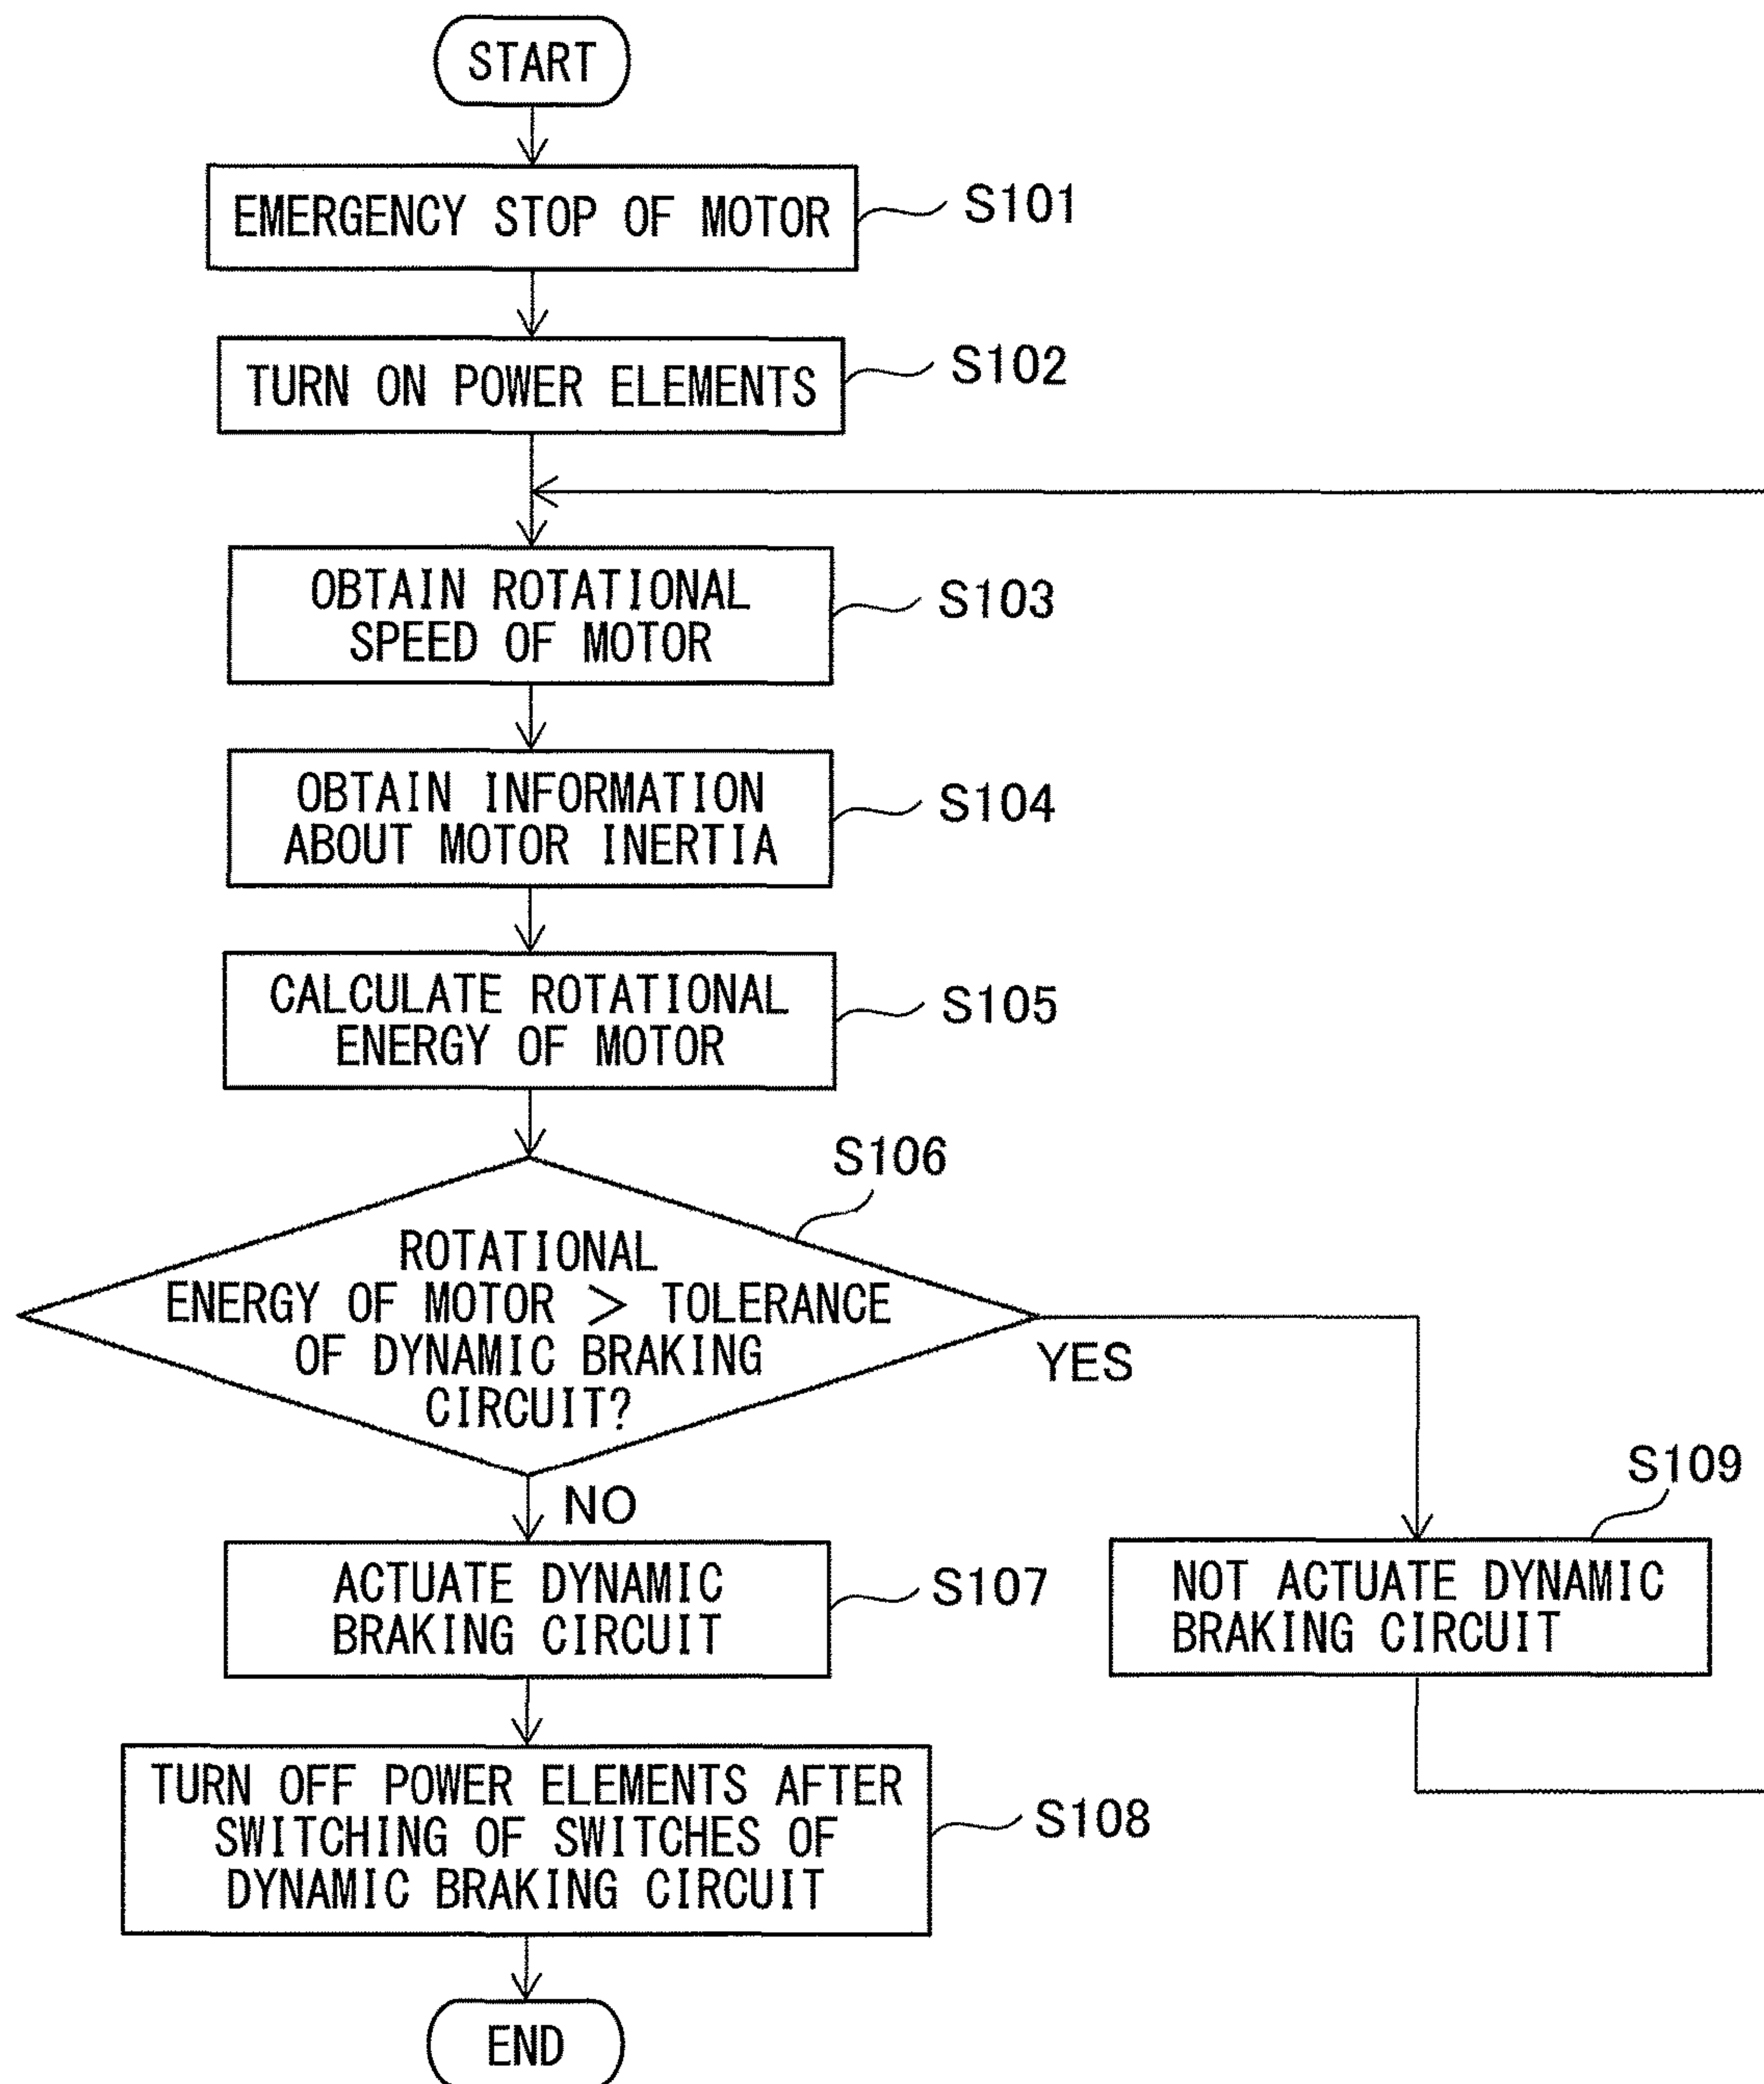 START
EMERGENCY STOP OF MOTOR
S101
TURN ON POWER ELEMENTS
S102
OBTAIN ROTATIONAL
SPEED OF MOTOR
S103
OBTAIN INFORMATION
ABOUT MOTOR INERTIA
S104
CALCULATE ROTATIONAL
ENERGY OF MOTOR
S105
S106
ROTATIONAL
ENERGY OF MOTOR > TOLERANCE
OF DYNAMIC BRAKING
CIRCUIT?
YES
NO
ACTUATE DYNAMIC
BRAKING CIRCUIT
S107
S109
NOT ACTUATE DYNAMIC
BRAKING CIRCUIT
TURN OFF POWER ELEMENTS AFTER
SWITCHING OF SWITCHES OF
DYNAMIC BRAKING CIRCUIT
S108
END